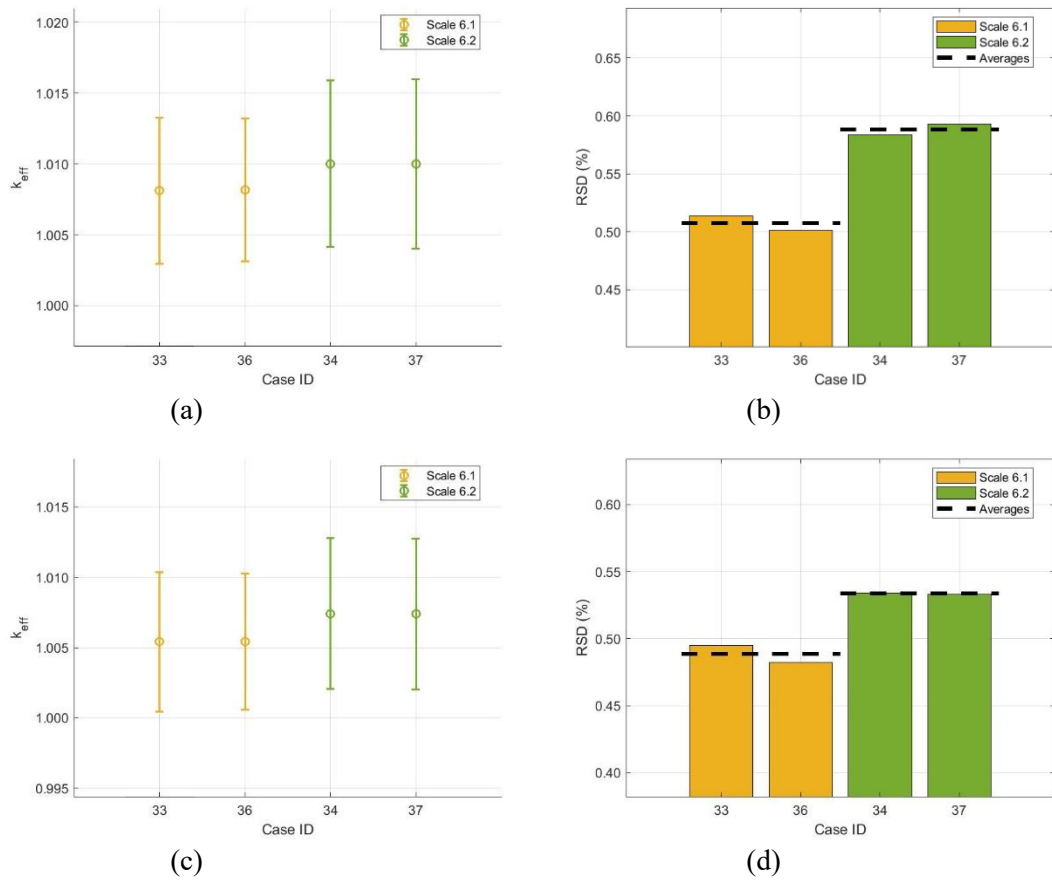 1.020
1.015
1.010
1.005
1.000
k_eff
33
36
34
37
Case ID
Scale 6.1
Scale 6.2
(a)
0.65
0.60
0.55
0.50
0.45
RSD (%)
33
36
34
37
Case ID
Scale 6.1
Scale 6.2
Averages
(b)
1.015
1.010
1.005
1.000
0.995
k_eff
33
36
34
37
Case ID
Scale 6.1
Scale 6.2
(c)
0.60
0.55
0.50
0.45
0.40
RSD (%)
33
36
34
37
Case ID
Scale 6.1
Scale 6.2
Averages
(d)